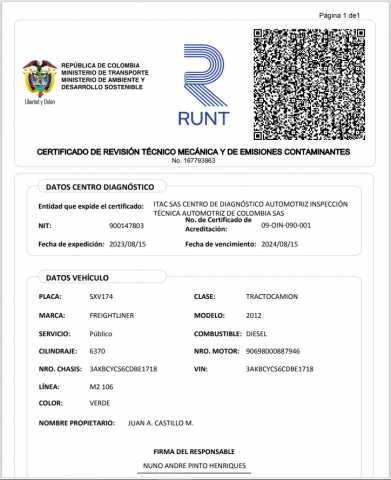 Página 1 de1
REPÚBLICA DE COLOMBIA
MINISTERIO DE TRANSPORTE
MINISTERIO DE AMBIENTE Y
DESARROLLO SOSTENIBLE
Libertad y Orden
RUNT
CERTIFICADO DE REVISIÓN TÉCNICO MECÁNICA Y DE EMISIONES CONTAMINANTES
No. 167793863
DATOS CENTRO DIAGNÓSTICO
Entidad que expide el certificado: ITAC SAS CENTRO DE DIAGNÓSTICO AUTOMOTRIZ INSPECCIÓN
TÉCNICA AUTOMOTRIZ DE COLOMBIA SAS
NIT: 900147803 No. de Certificado de Acreditación: 09-OIN-090-001
Fecha de expedición: 2023/08/15 Fecha de vencimiento: 2024/08/15
DATOS VEHÍCULO
PLACA: SXV174 CLASE: TRACTOCAMION
MARCA: FREIGHTLINER MODELO: 2012
SERVICIO: Público COMBUSTIBLE: DIESEL
CILINDRAJE: 6370 NRO. MOTOR: 90698000887946
NRO. CHASIS: 3AKBCYCS6CDBE1718 VIN: 3AKBCYCS6CDBE1718
LÍNEA: M2 106
COLOR: VERDE
NOMBRE PROPIETARIO: JUAN A. CASTILLO M.
FIRMA DEL RESPONSABLE
NUNO ANDRE PINTO HENRIQUES